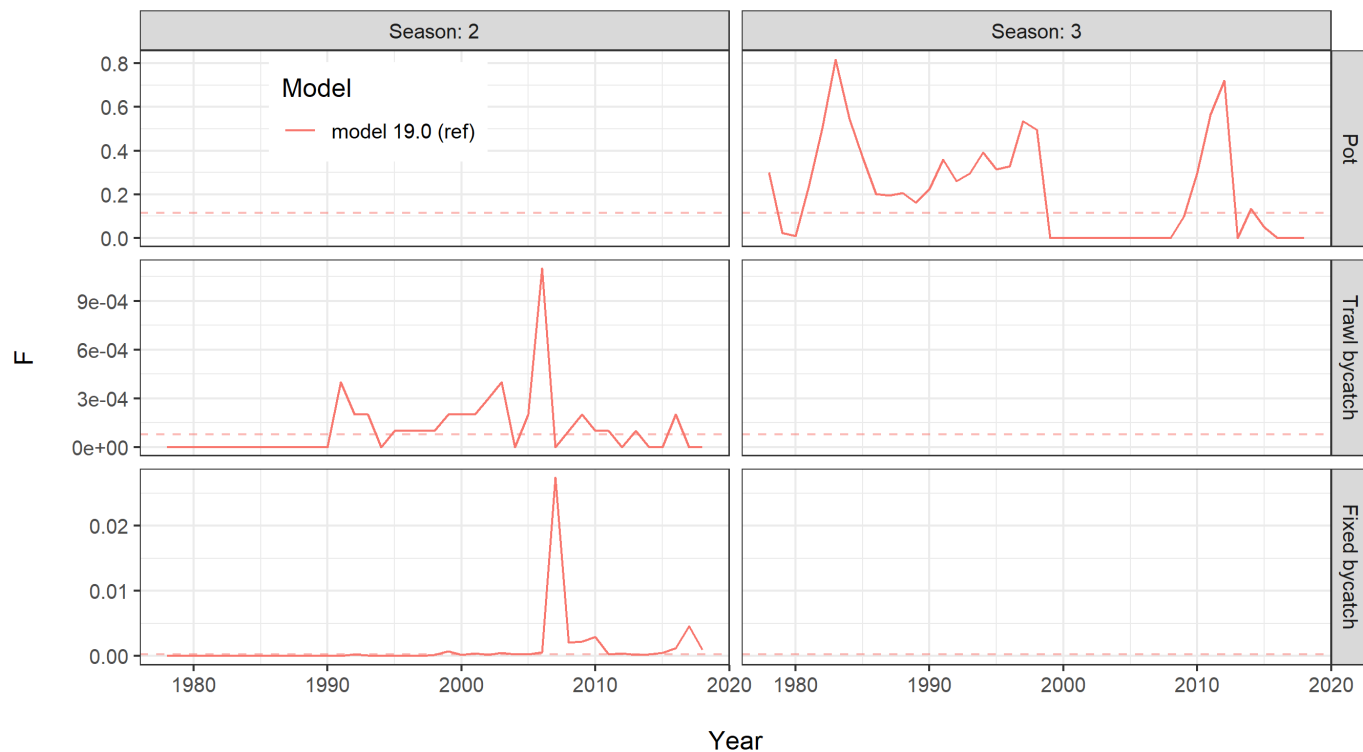 Season: 2
Season: 3
Model
model 19.0 (ref)
0.8
0.6
0.4
0.2
0.0
Pot
9e-04
6e-04
3e-04
0e+00
Trawl bycatch
0.02
0.01
0.00
Fixed bycatch
F
1980
1990
2000
2010
2020
1980
1990
2000
2010
2020
Year